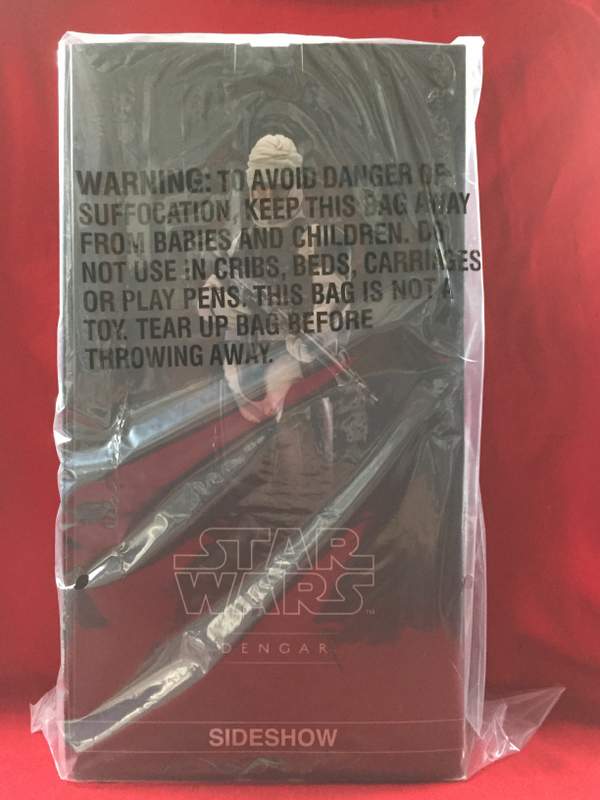 WARNING: TO AVOID DANGER OF
SUFFOCATION, KEEP THIS BAG AWAY
FROM BABIES AND CHILDREN. DO
NOT USE IN CRIBS, BEDS, CARRIAGES
OR PLAY PENS. THIS BAG IS NOT A
TOY. TEAR UP BAG BEFORE
THROWING AWAY.
STAR
WARS™
DENGAR
SIDESHOW